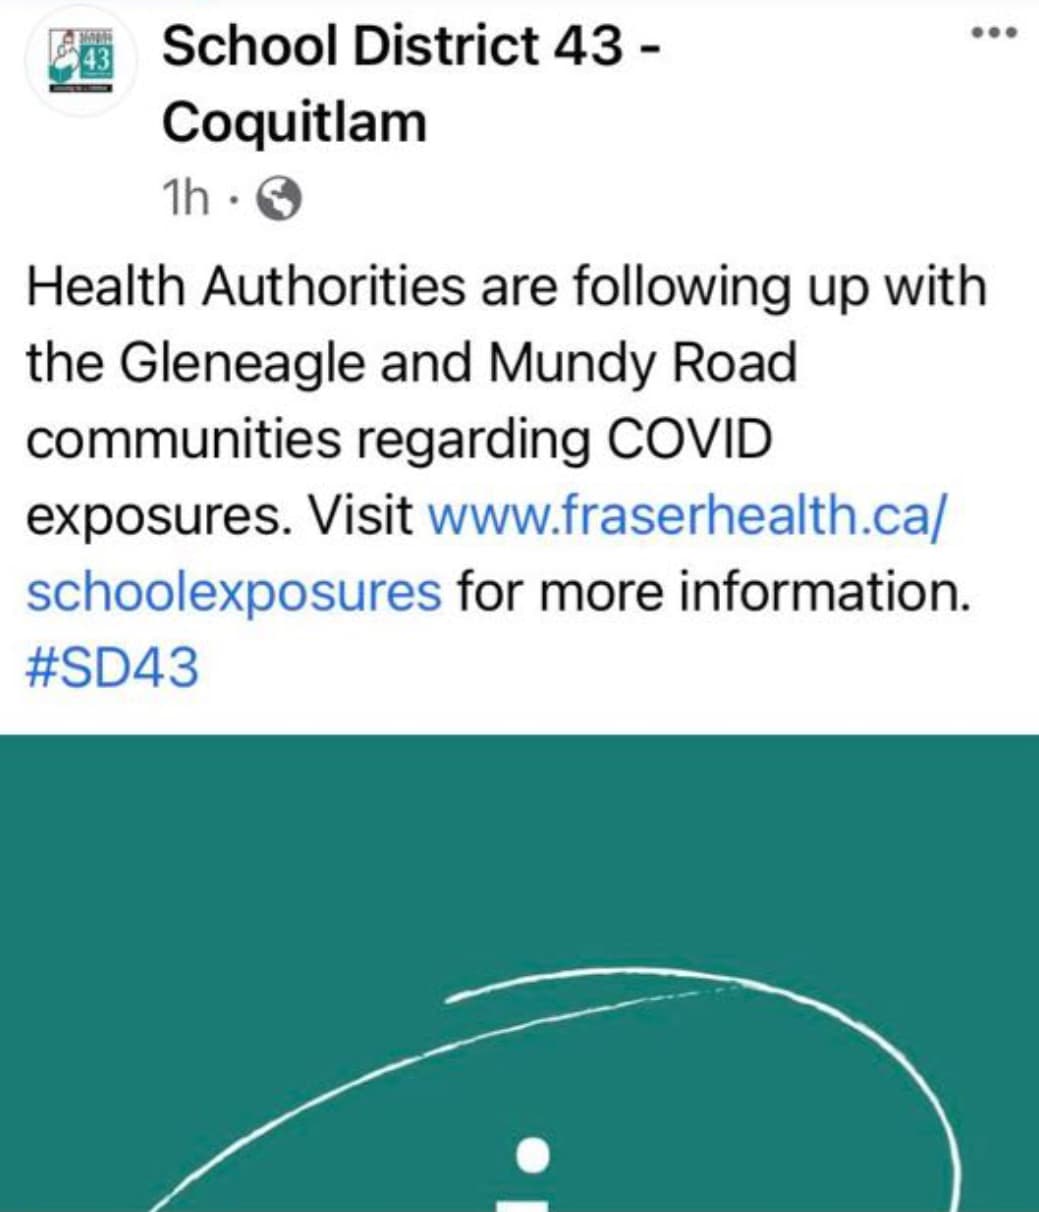 School District 43 -
Coquitlam
1h ·
Health Authorities are following up with
the Gleneagle and Mundy Road
communities regarding COVID
exposures. Visit www.fraserhealth.ca/
schoolexposures for more information.
#SD43
43